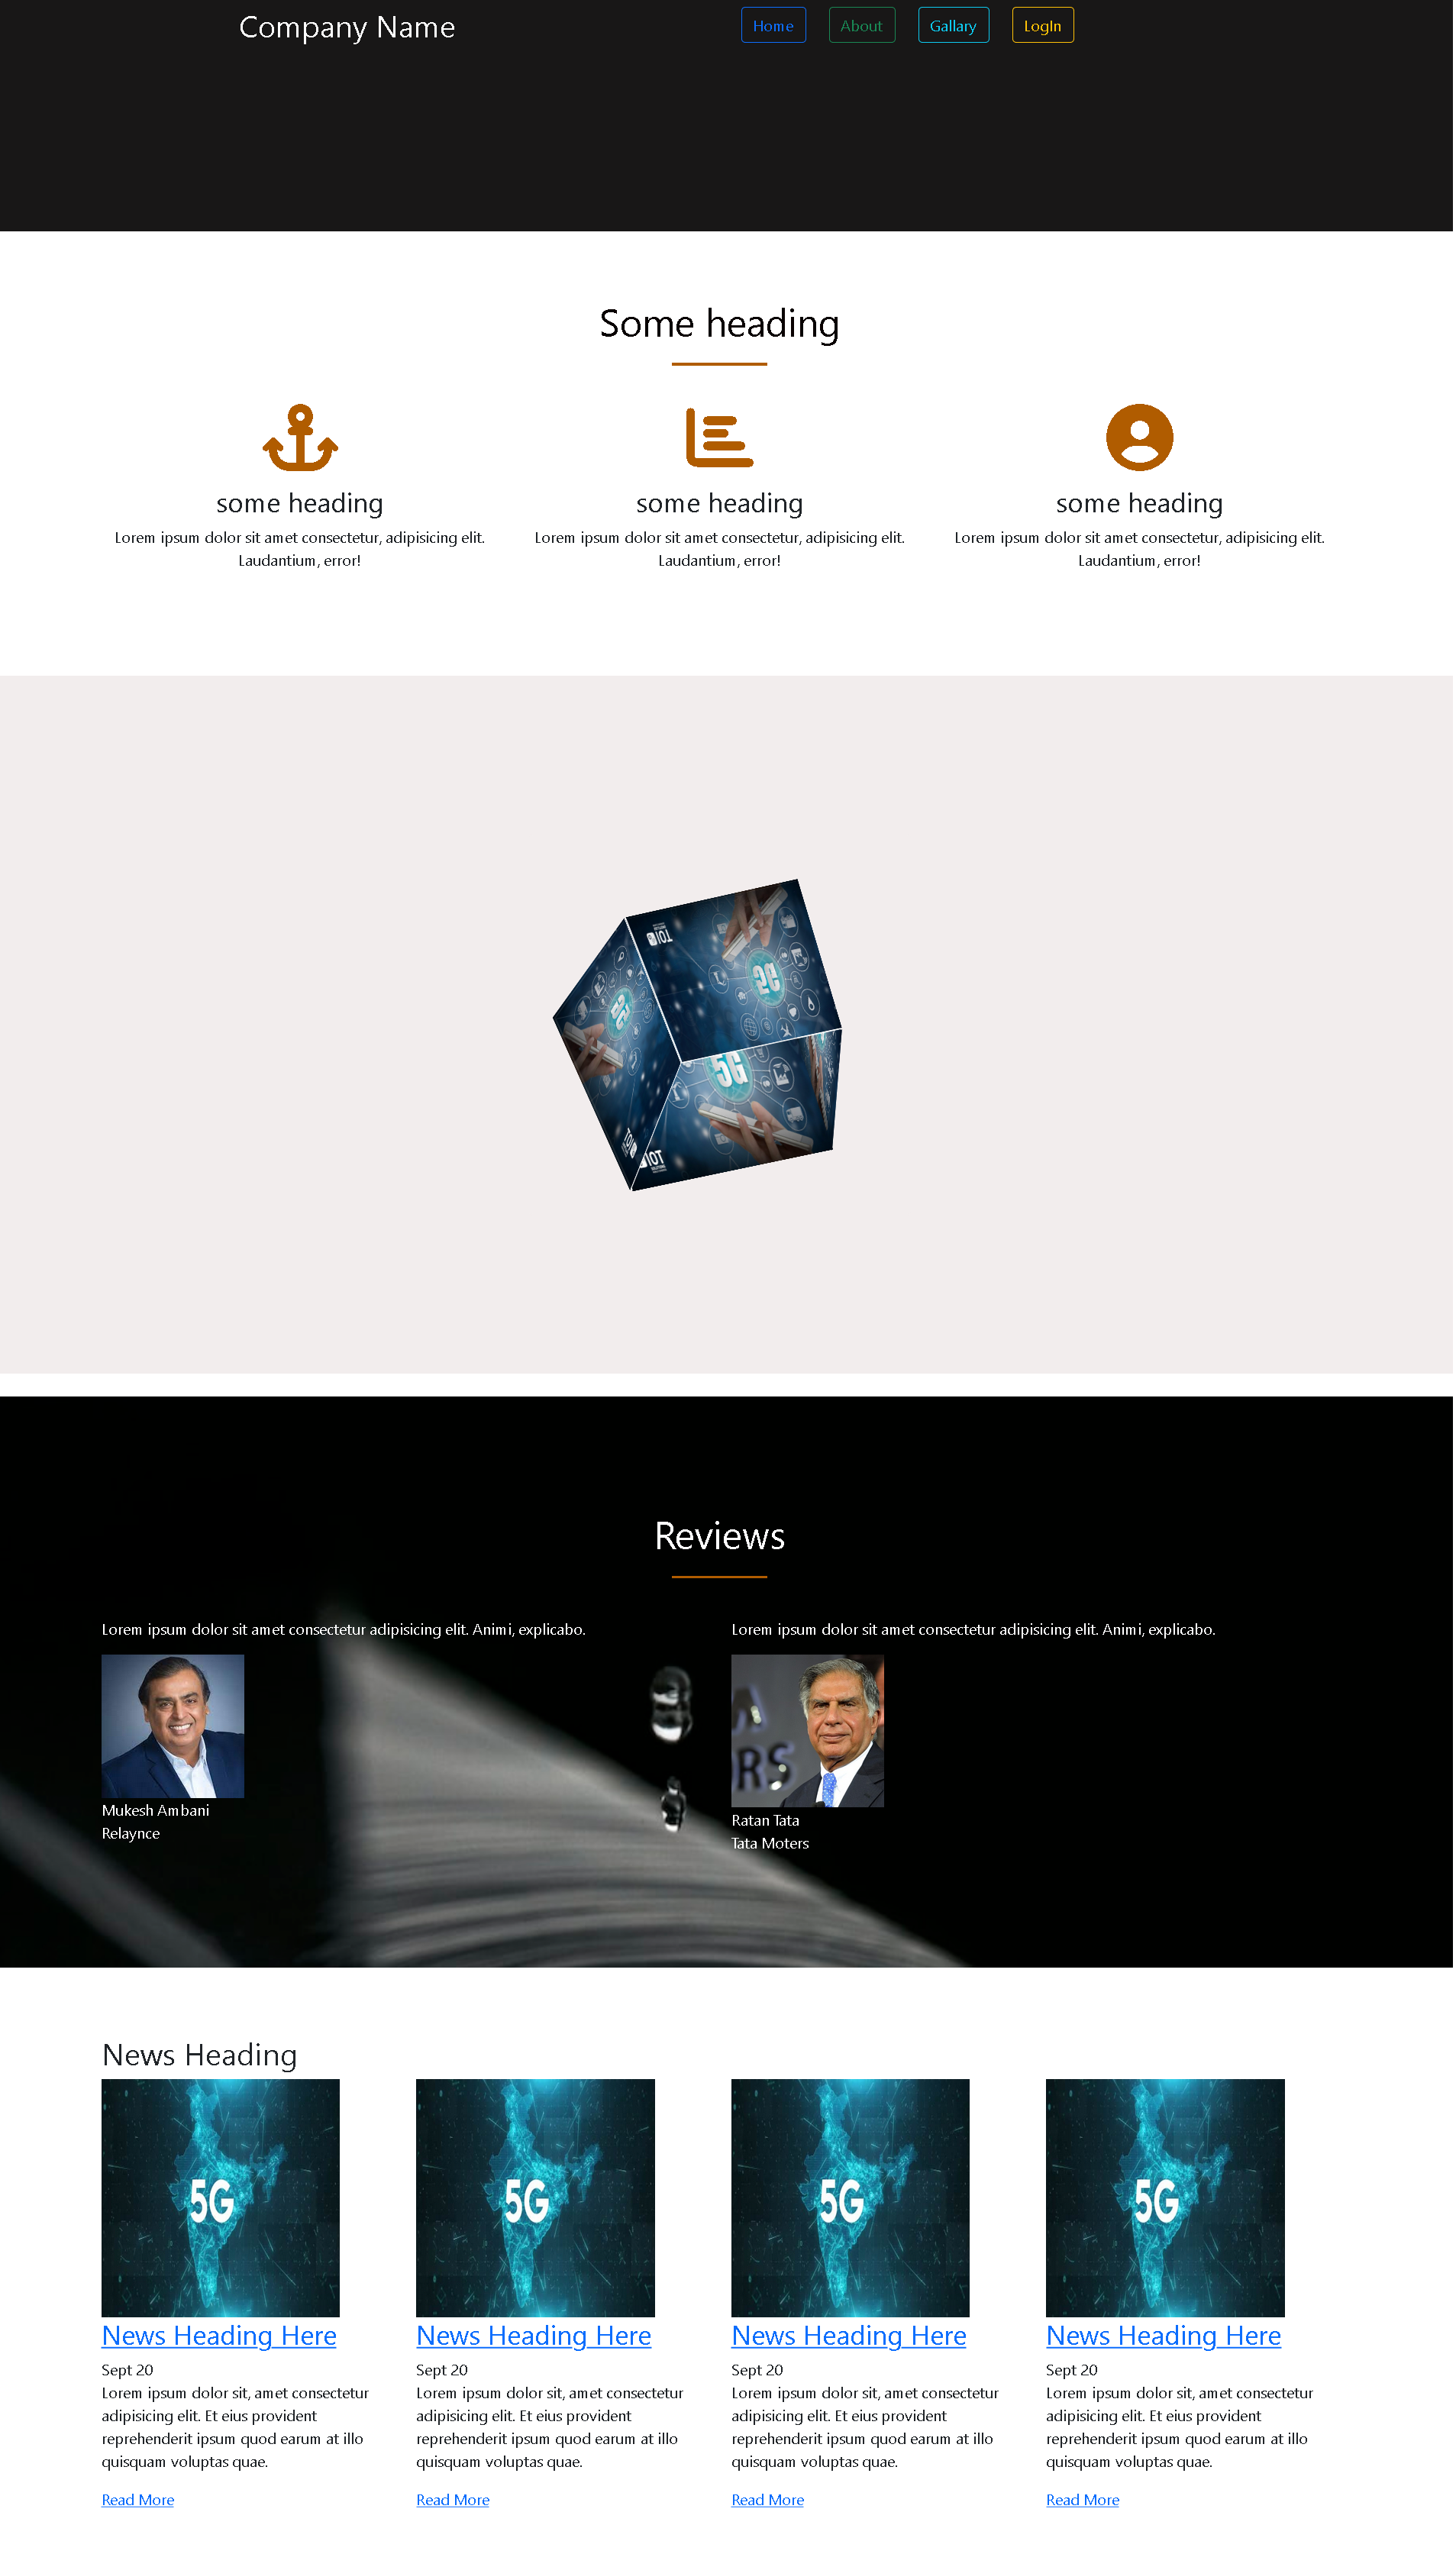 Company Name
Home
About
Gallary
LogIn
Some heading
some heading
Lorem ipsum dolor sit amet consectetur, adipisicing elit.
Laudantium, error!
some heading
Lorem ipsum dolor sit amet consectetur, adipisicing elit.
Laudantium, error!
some heading
Lorem ipsum dolor sit amet consectetur, adipisicing elit.
Laudantium, error!
IOT
5G
IOT
5G
IOT
Reviews
Lorem ipsum dolor sit amet consectetur adipisicing elit. Animi, explicabo.
Mukesh Ambani
Relaynce
Lorem ipsum dolor sit amet consectetur adipisicing elit. Animi, explicabo.
Ratan Tata
Tata Moters
News Heading
5G
News Heading Here
Sept 20
Lorem ipsum dolor sit, amet consectetur
adipisicing elit. Et eius provident
reprehenderit ipsum quod earum at illo
quisquam voluptas quae.
Read More
5G
News Heading Here
Sept 20
Lorem ipsum dolor sit, amet consectetur
adipisicing elit. Et eius provident
reprehenderit ipsum quod earum at illo
quisquam voluptas quae.
Read More
5G
News Heading Here
Sept 20
Lorem ipsum dolor sit, amet consectetur
adipisicing elit. Et eius provident
reprehenderit ipsum quod earum at illo
quisquam voluptas quae.
Read More
5G
News Heading Here
Sept 20
Lorem ipsum dolor sit, amet consectetur
adipisicing elit. Et eius provident
reprehenderit ipsum quod earum at illo
quisquam voluptas quae.
Read More